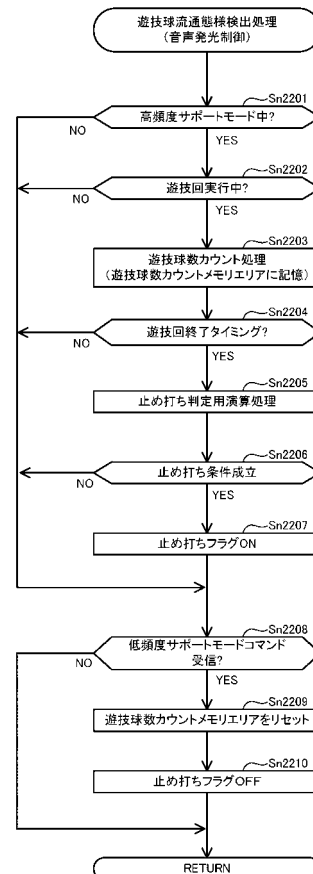 遊技球流通態様検出処理
(音声発光制御)
Sn2201
高頻度サポートモード中?
NO
YES
Sn2202
遊技回実行中?
NO
YES
Sn2203
遊技球数カウント処理
(遊技球数カウントメモリエリアに記憶)
Sn2204
遊技回終了タイミング?
NO
YES
Sn2205
止め打ち判定用演算処理
Sn2206
止め打ち条件成立
NO
YES
Sn2207
止め打ちフラグON
Sn2208
低頻度サポートモードコマンド
受信?
NO
YES
Sn2209
遊技球数カウントメモリエリアをリセット
Sn2210
止め打ちフラグOFF
RETURN